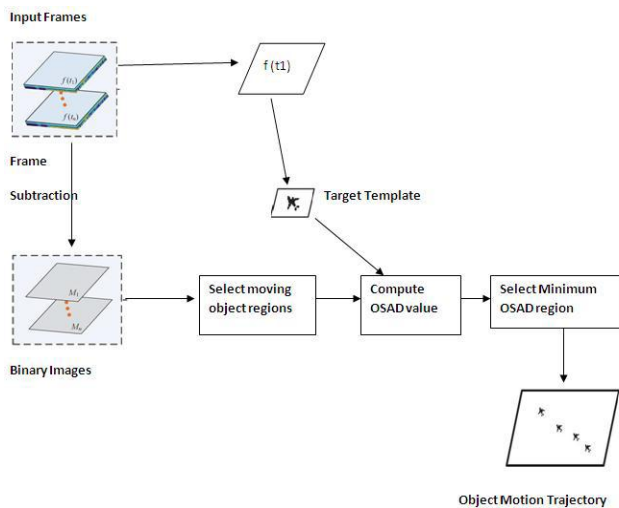 Input Frames
f(t₁)
f(tₙ)
f (t1)
Frame
Subtraction
Target Template
M₁
Mₙ
Select moving
object regions
Compute
OSAD value
Select Minimum
OSAD region
Binary Images
Object Motion Trajectory